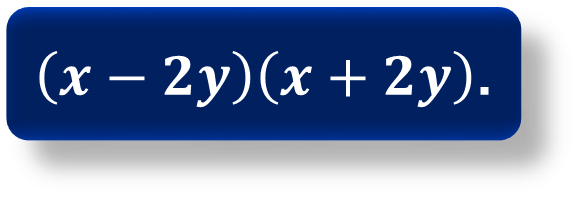 (x − 2y)(x + 2y).